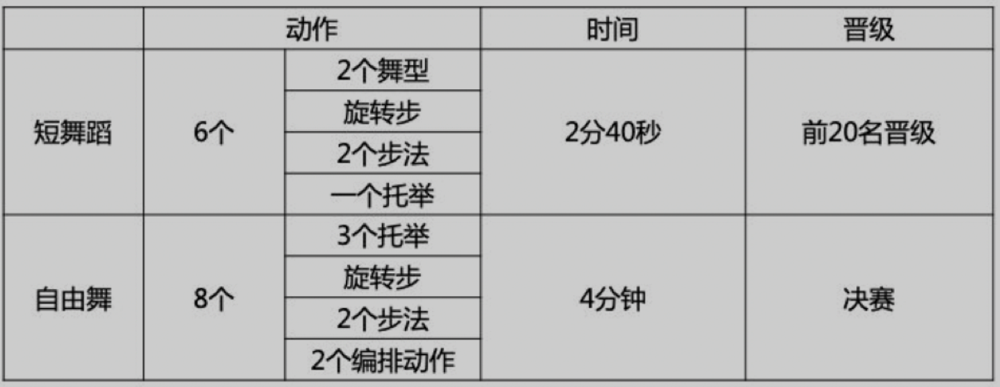 动作 时间 晋级
短舞蹈 6个 2个舞型 2分40秒 前20名晋级
旋转步
2个步法
一个托举
自由舞 8个 3个托举 4分钟 决赛
旋转步
2个步法
2个编排动作